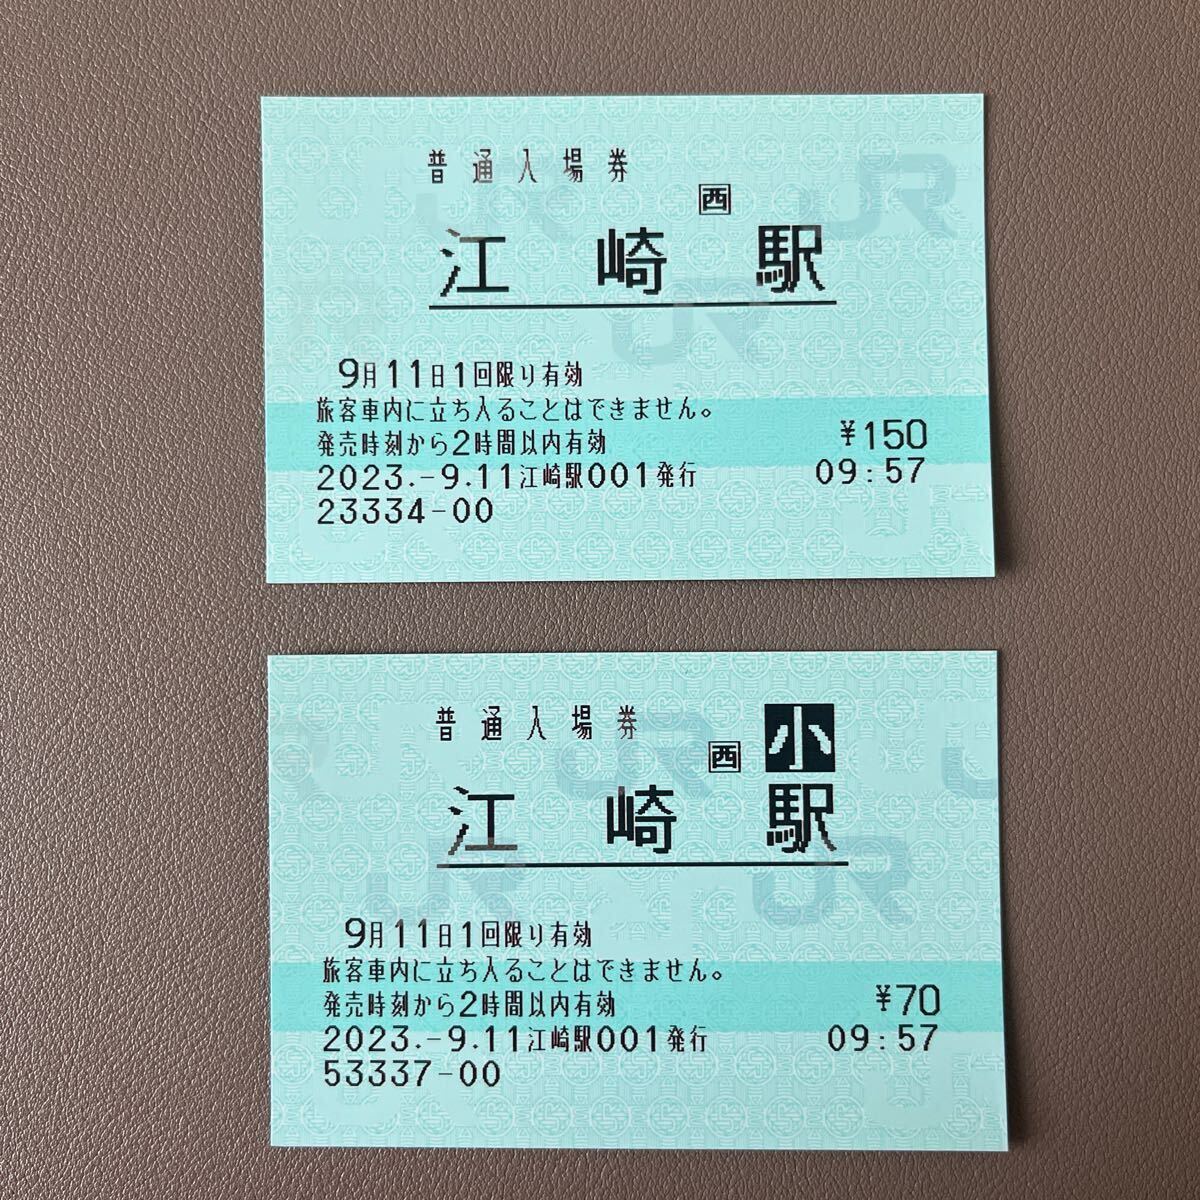 普通入場券
西
江崎駅
9月11日1回限り有効
旅客車内に立ち入ることはできません。
発売時刻から2時間以内有効 ¥150
2023.-9.11江崎駅001発行 09:57
23334-00
普通入場券
西 小
江崎駅
9月11日1回限り有効
旅客車内に立ち入ることはできません。
発売時刻から2時間以内有効 ¥70
2023.-9.11江崎駅001発行 09:57
53337-00